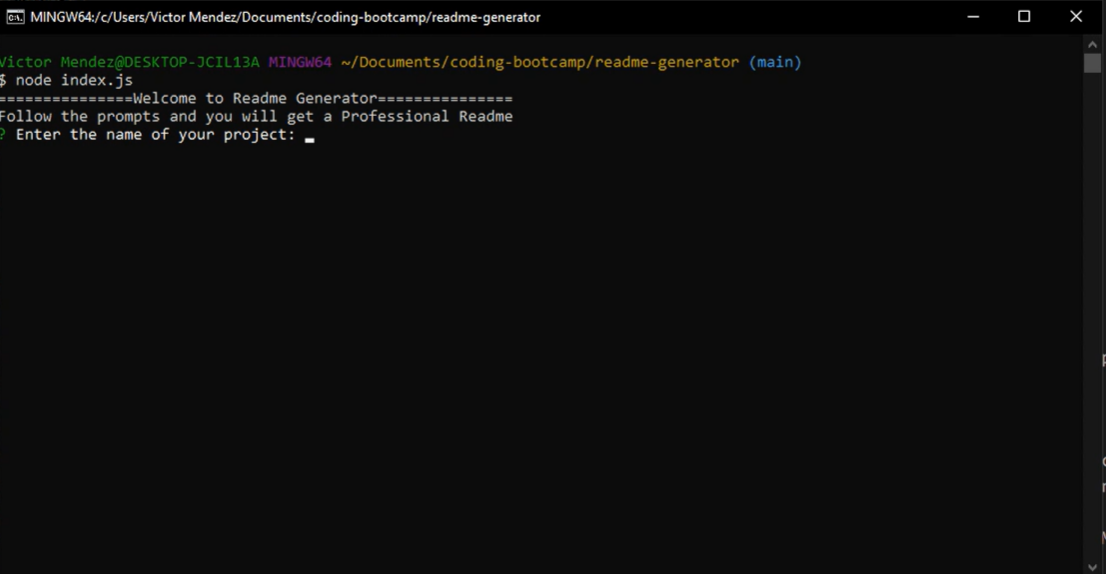 MINGW64:/c/Users/Victor Mendez/Documents/coding-bootcamp/readme-generator
Victor Mendez@DESKTOP-JCIL13A MINGW64 ~/Documents/coding-bootcamp/readme-generator (main)
$ node index.js
===============Welcome to Readme Generator===============
Follow the prompts and you will get a Professional Readme
? Enter the name of your project: